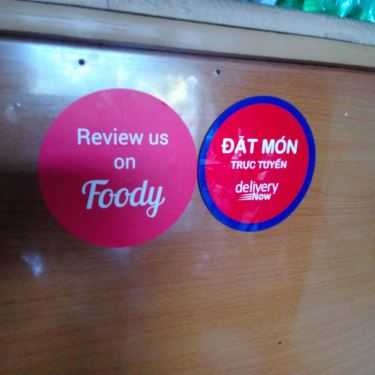 Review us
on
Foody
ĐẶT MÓN
TRỰC TUYẾN
delivery
Now